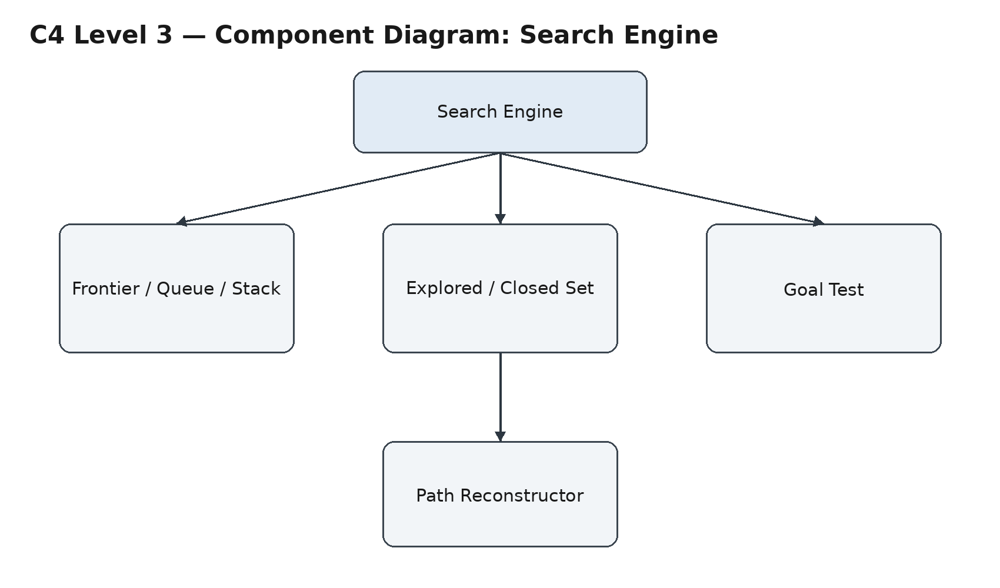 C4 Level 3 — Component Diagram: Search Engine
Search Engine
Frontier / Queue / Stack
Explored / Closed Set
Goal Test
Path Reconstructor